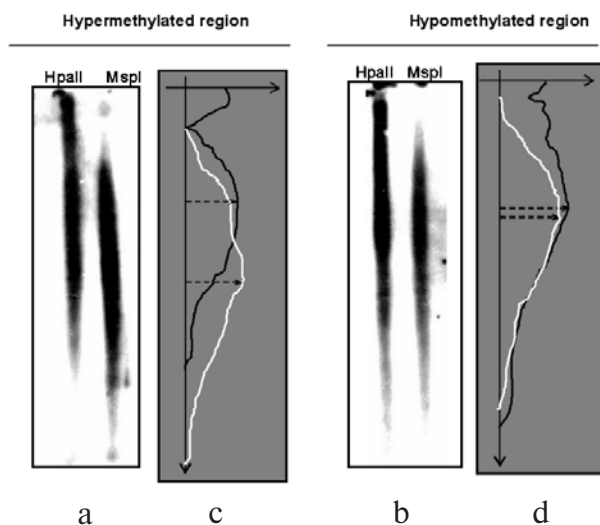 Hypermethylated region
Hypomethylated region
HpaII MspI
HpaII MspI
a c b d